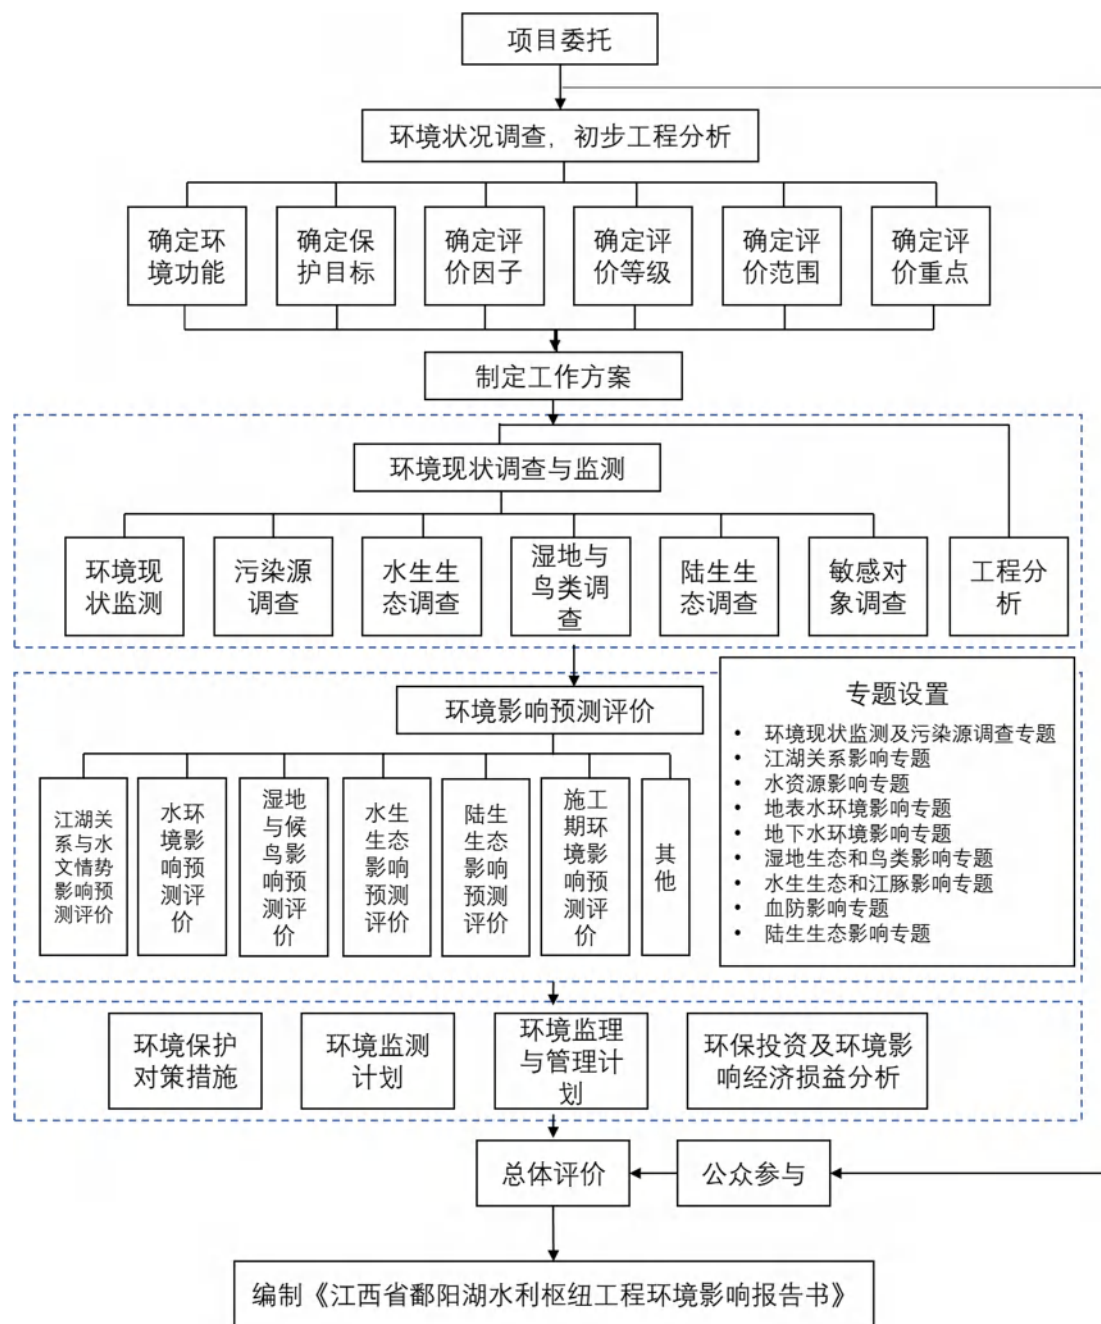 项目委托
环境状况调查，初步工程分析
确定环
境功能
确定保
护目标
确定评
价因子
确定评
价等级
确定评
价范围
确定评
价重点
制定工作方案
环境现状调查与监测
环境现
状监测
污染源
调查
水生生
态调查
湿地与
鸟类调
查
陆生生
态调查
敏感对
象调查
工程分
析
环境影响预测评价
江湖关
系与水
文情势
影响预
测评价
水环
境影
响预
测评
价
湿地
与候
鸟影
响预
测评
价
水生
生态
影响
预测
评价
陆生
生态
影响
预测
评价
施工
期环
境影
响预
测评
价
其
他
专题设置
• 环境现状监测及污染源调查专题
• 江湖关系影响专题
• 水资源影响专题
• 地表水环境影响专题
• 地下水环境影响专题
• 湿地生态和鸟类影响专题
• 水生生态和江豚影响专题
• 血防影响专题
• 陆生生态影响专题
环境保护
对策措施
环境监测
计划
环境监理
与管理计
划
环保投资及环境影
响经济损益分析
总体评价
公众参与
编制《江西省鄱阳湖水利枢纽工程环境影响报告书》